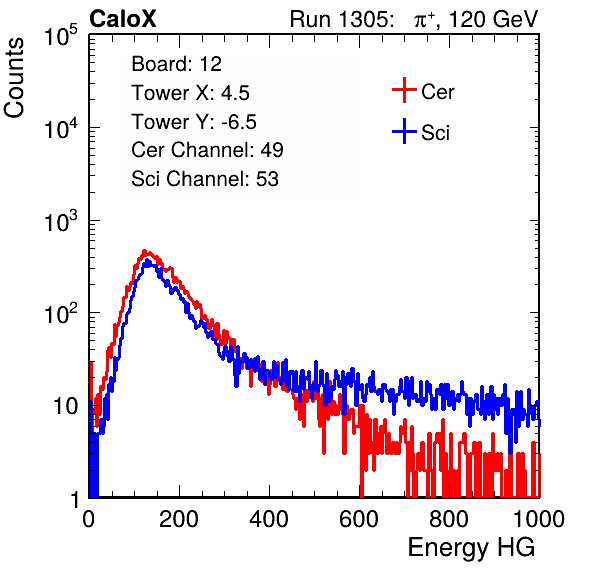 CaloX Run 1305: π⁺, 120 GeV
Counts
Board: 12
Tower X: 4.5
Tower Y: -6.5
Cer Channel: 49
Sci Channel: 53
Cer
Sci
10⁵
10⁴
10³
10²
10
1
0 200 400 600 800 1000
Energy HG